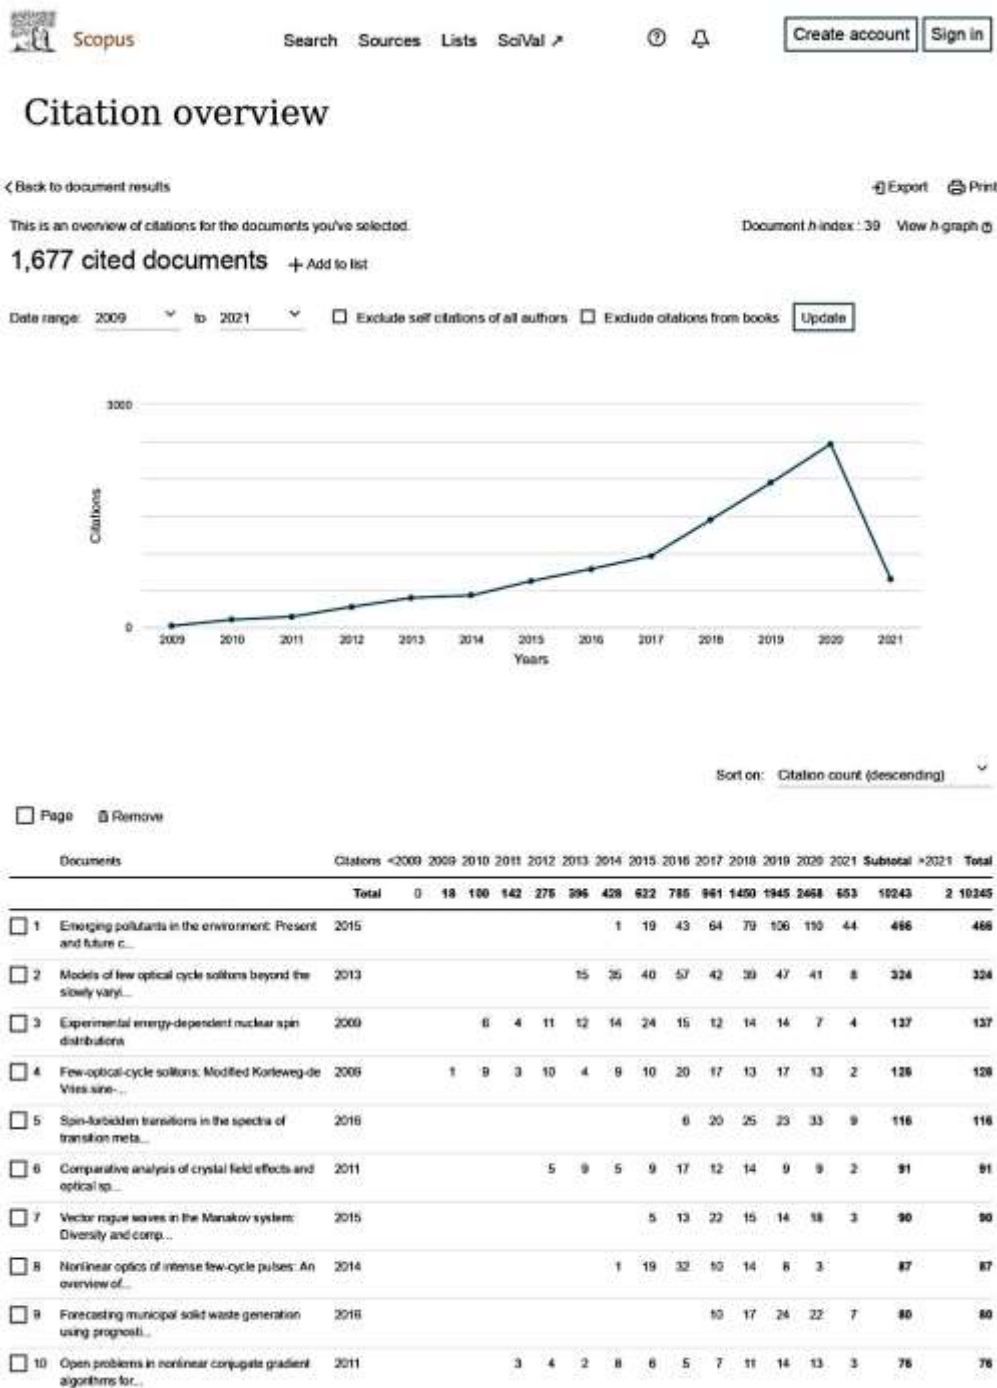 Scopus
Search Sources Lists SciVal ↗
Create account Sign in
Citation overview
< Back to document results
Export Print
This is an overview of citations for the documents you've selected.
Document h-index : 39 View h-graph
1,677 cited documents + Add to list
Date range: 2009 to 2021 Exclude self citations of all authors Exclude citations from books Update
3000
Citations
0
2009 2010 2011 2012 2013 2014 2015 2016 2017 2018 2019 2020 2021
Years
Sort on: Citation count (descending)
Page Remove
Documents Citations <2009 2009 2010 2011 2012 2013 2014 2015 2016 2017 2018 2019 2020 2021 Subtotal >2021 Total
Total 0 18 100 142 275 396 428 622 785 961 1450 1945 2468 653 10243 2 10245
1 Emerging pollutants in the environment: Present 2015 1 19 43 64 79 106 110 44 466 466
and future c...
2 Models of few optical cycle solitons beyond the 2013 15 35 40 57 42 39 47 41 8 324 324
slowly varyi...
3 Experimental energy-dependent nuclear spin 2009 6 4 11 12 14 24 15 12 14 14 7 4 137 137
distributions
4 Few-optical-cycle solitons: Modified Korteweg-de 2009 1 9 3 10 4 9 10 20 17 13 17 13 2 128 128
Vries sine-...
5 Spin-forbidden transitions in the spectra of 2016 6 20 25 23 33 9 116 116
transition meta...
6 Comparative analysis of crystal field effects and 2011 5 9 5 9 17 12 14 9 9 2 91 91
optical sp...
7 Vector rogue waves in the Manakov system: 2015 5 13 22 15 14 18 3 90 90
Diversity and comp...
8 Nonlinear optics of intense few-cycle pulses: An 2014 1 19 32 10 14 8 3 87 87
overview of...
9 Forecasting municipal solid waste generation 2016 10 17 24 22 7 80 80
using prognosti...
10 Open problems in nonlinear conjugate gradient 2011 3 4 2 8 6 5 7 11 14 13 3 76 76
algorithms for...